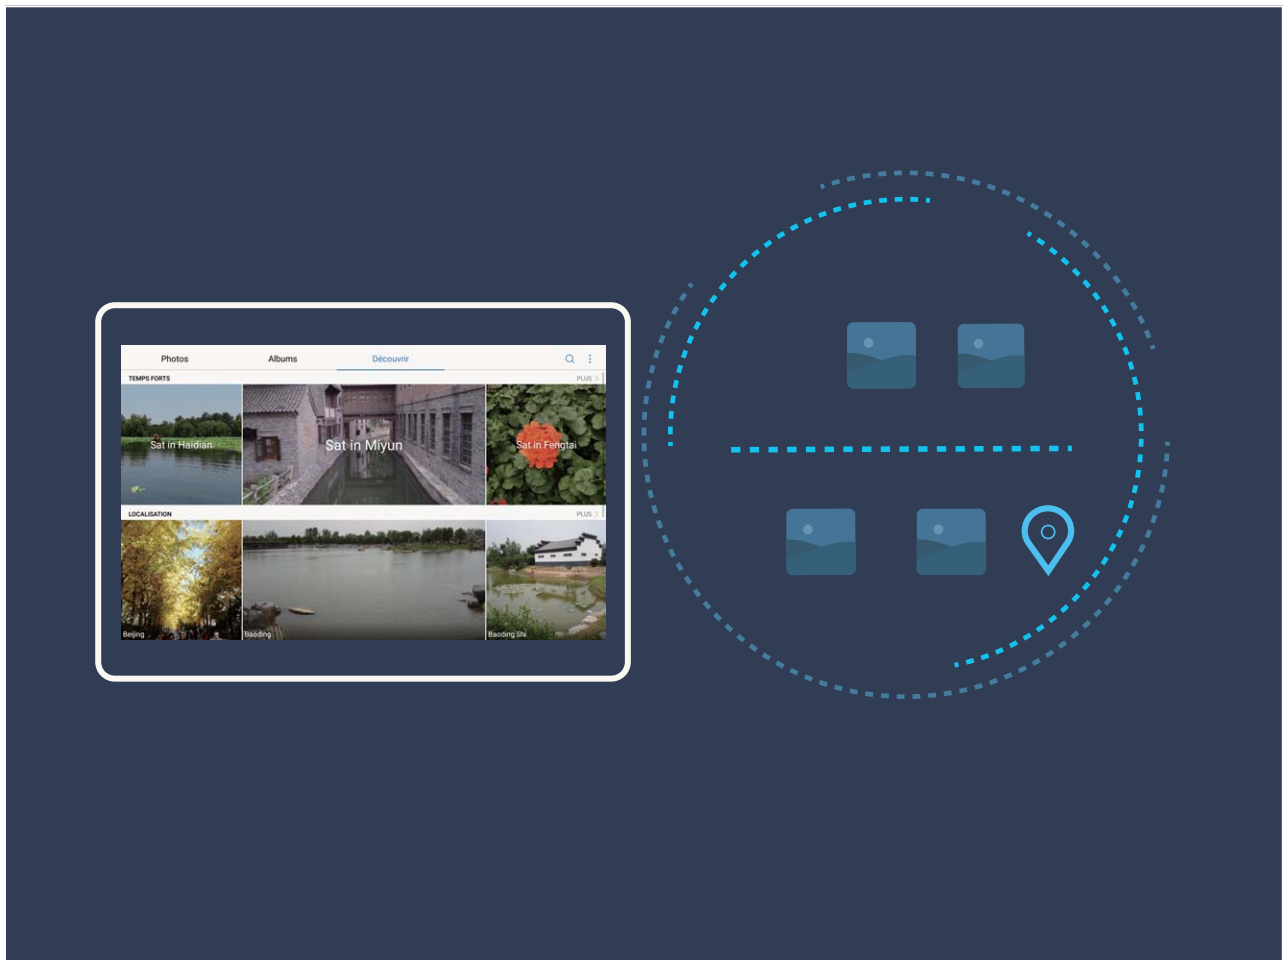 Photos Albums Découvrir
TEMPS FORTS PLUS
Sat in Haidian Sat in Miyun Sat in Fengtai
LOCALISATION PLUS
Beijing Baoding Baoding Shi